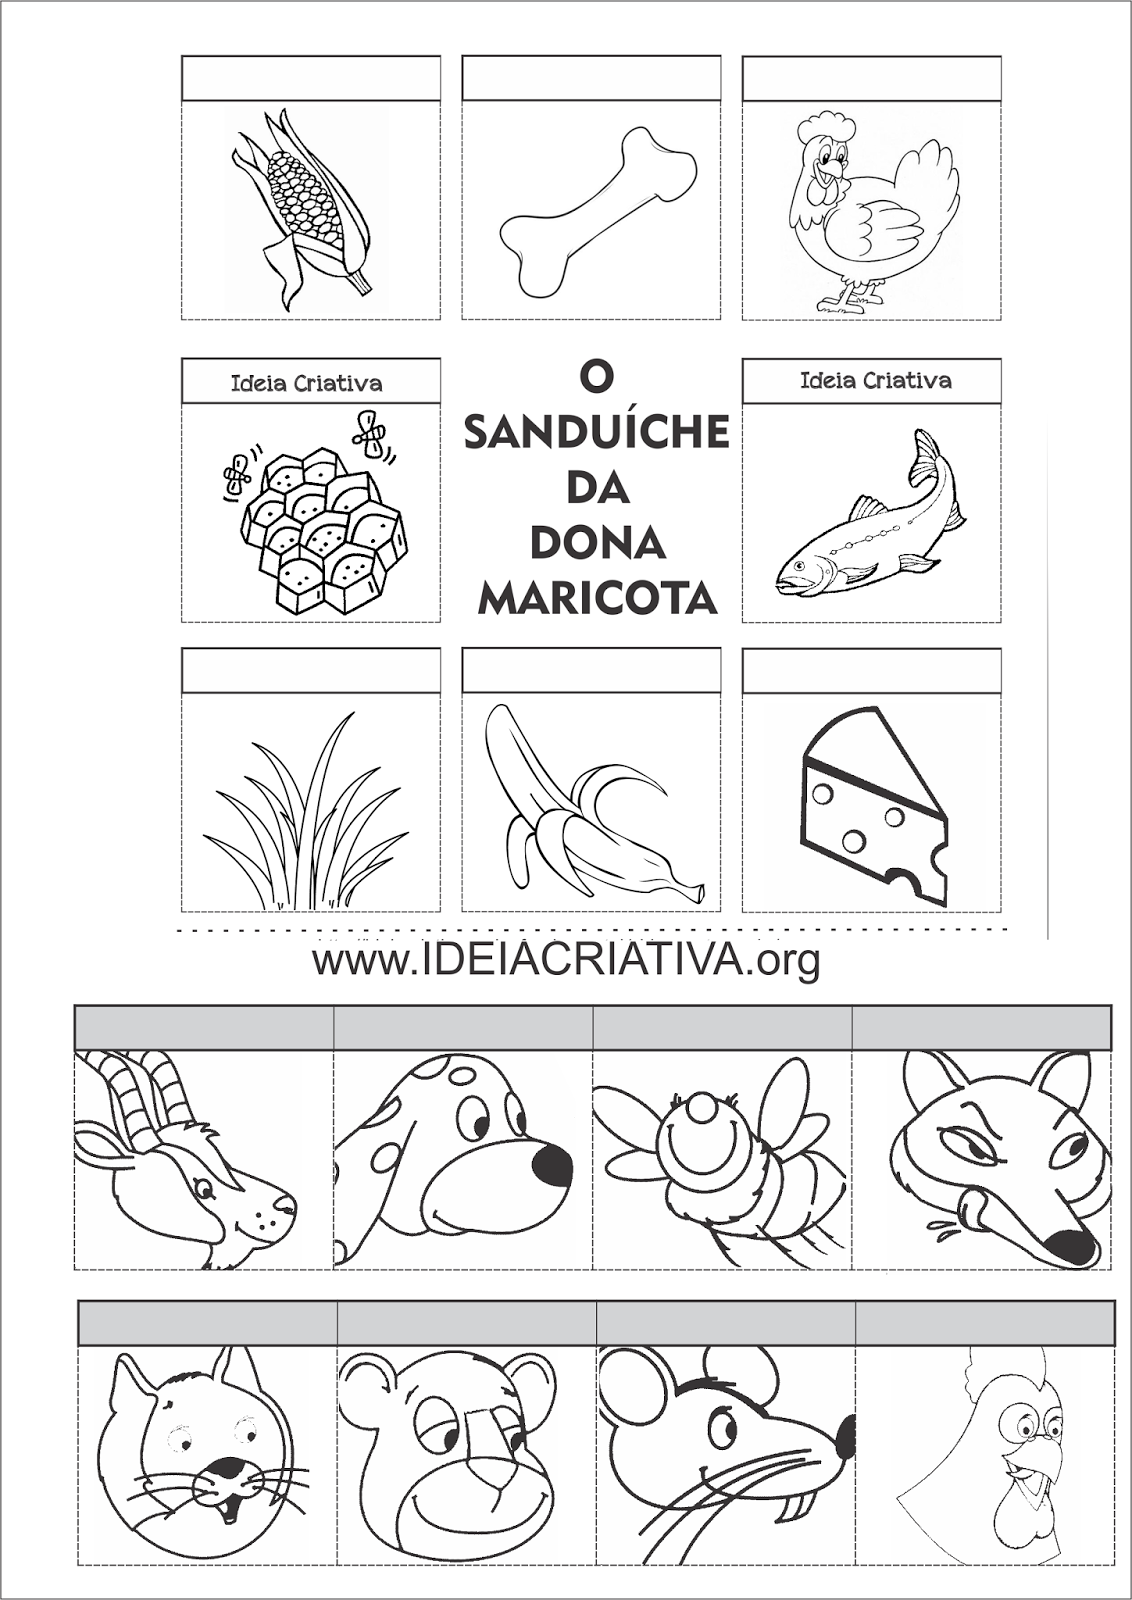 Ideia Criativa
O
SANDUÍCHE
DA
DONA
MARICOTA
Ideia Criativa
www.IDEIACRIATIVA.org